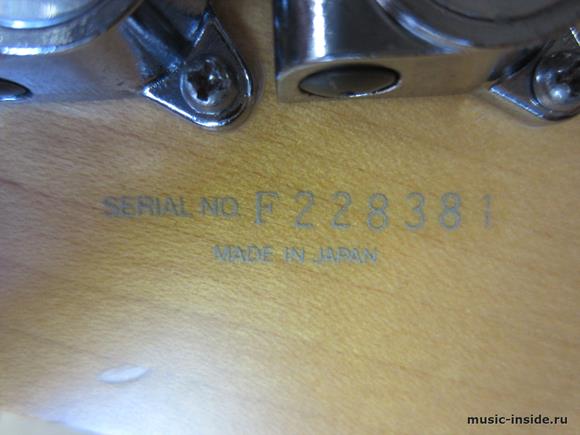 SERIAL NO. F228381
MADE IN JAPAN
music-inside.ru